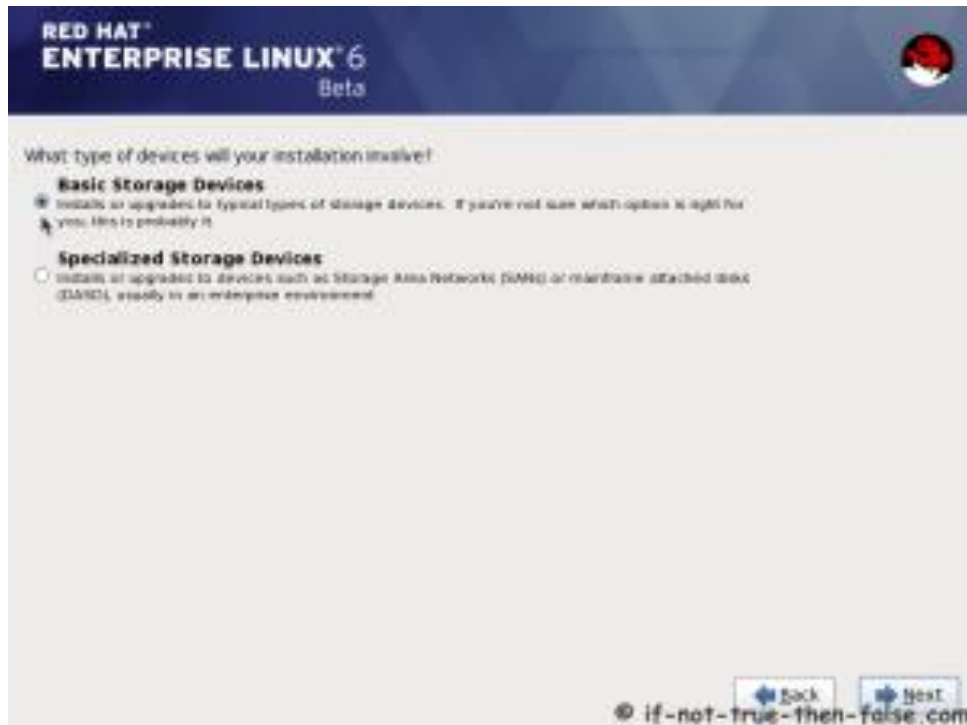 RED HAT®
ENTERPRISE LINUX® 6
Beta
What type of devices will your installation involve?
Basic Storage Devices
Installs or upgrades to typical types of storage devices. If you're not sure which option is right for
you, this is probably it.
Specialized Storage Devices
Installs or upgrades to devices such as Storage Area Networks (SANs) or mainframe attached disks
(DASD), usually in an enterprise environment
Back
Next
© if-not-true-then-false.com